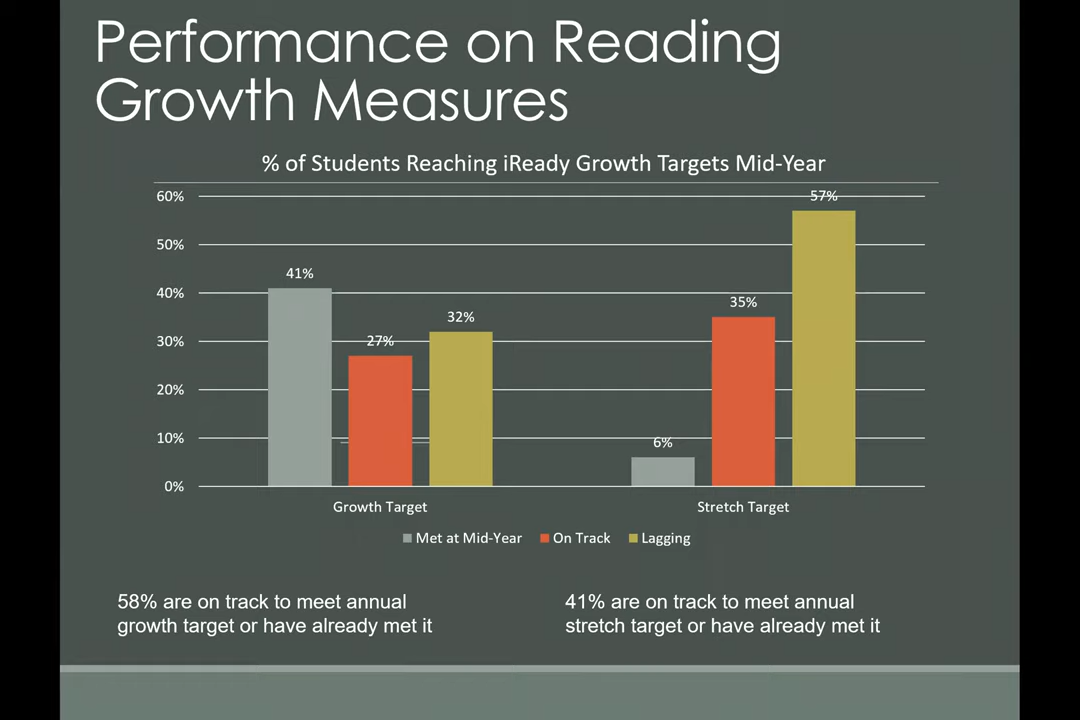 Performance on Reading
Growth Measures
% of Students Reaching iReady Growth Targets Mid-Year
60%
50%
40%
30%
20%
10%
0%
41%
27%
32%
6%
35%
57%
Growth Target
Stretch Target
Met at Mid-Year
On Track
Lagging
58% are on track to meet annual
growth target or have already met it
41% are on track to meet annual
stretch target or have already met it